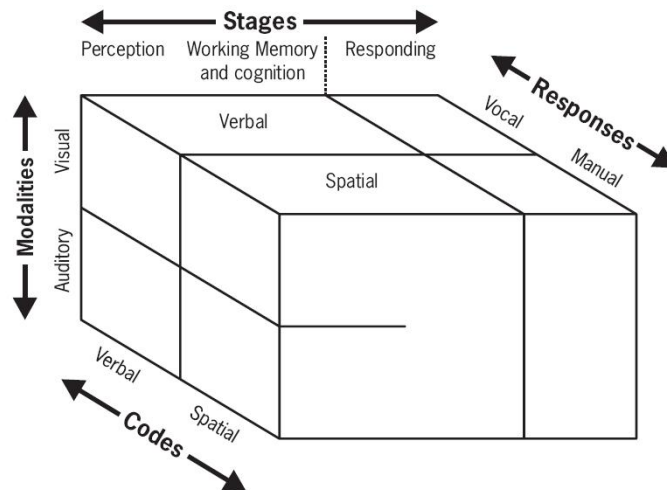 Stages
Perception
Working Memory
and cognition
Responding
Responses
Vocal
Manual
Verbal
Spatial
Modalities
Visual
Auditory
Verbal
Spatial
Codes